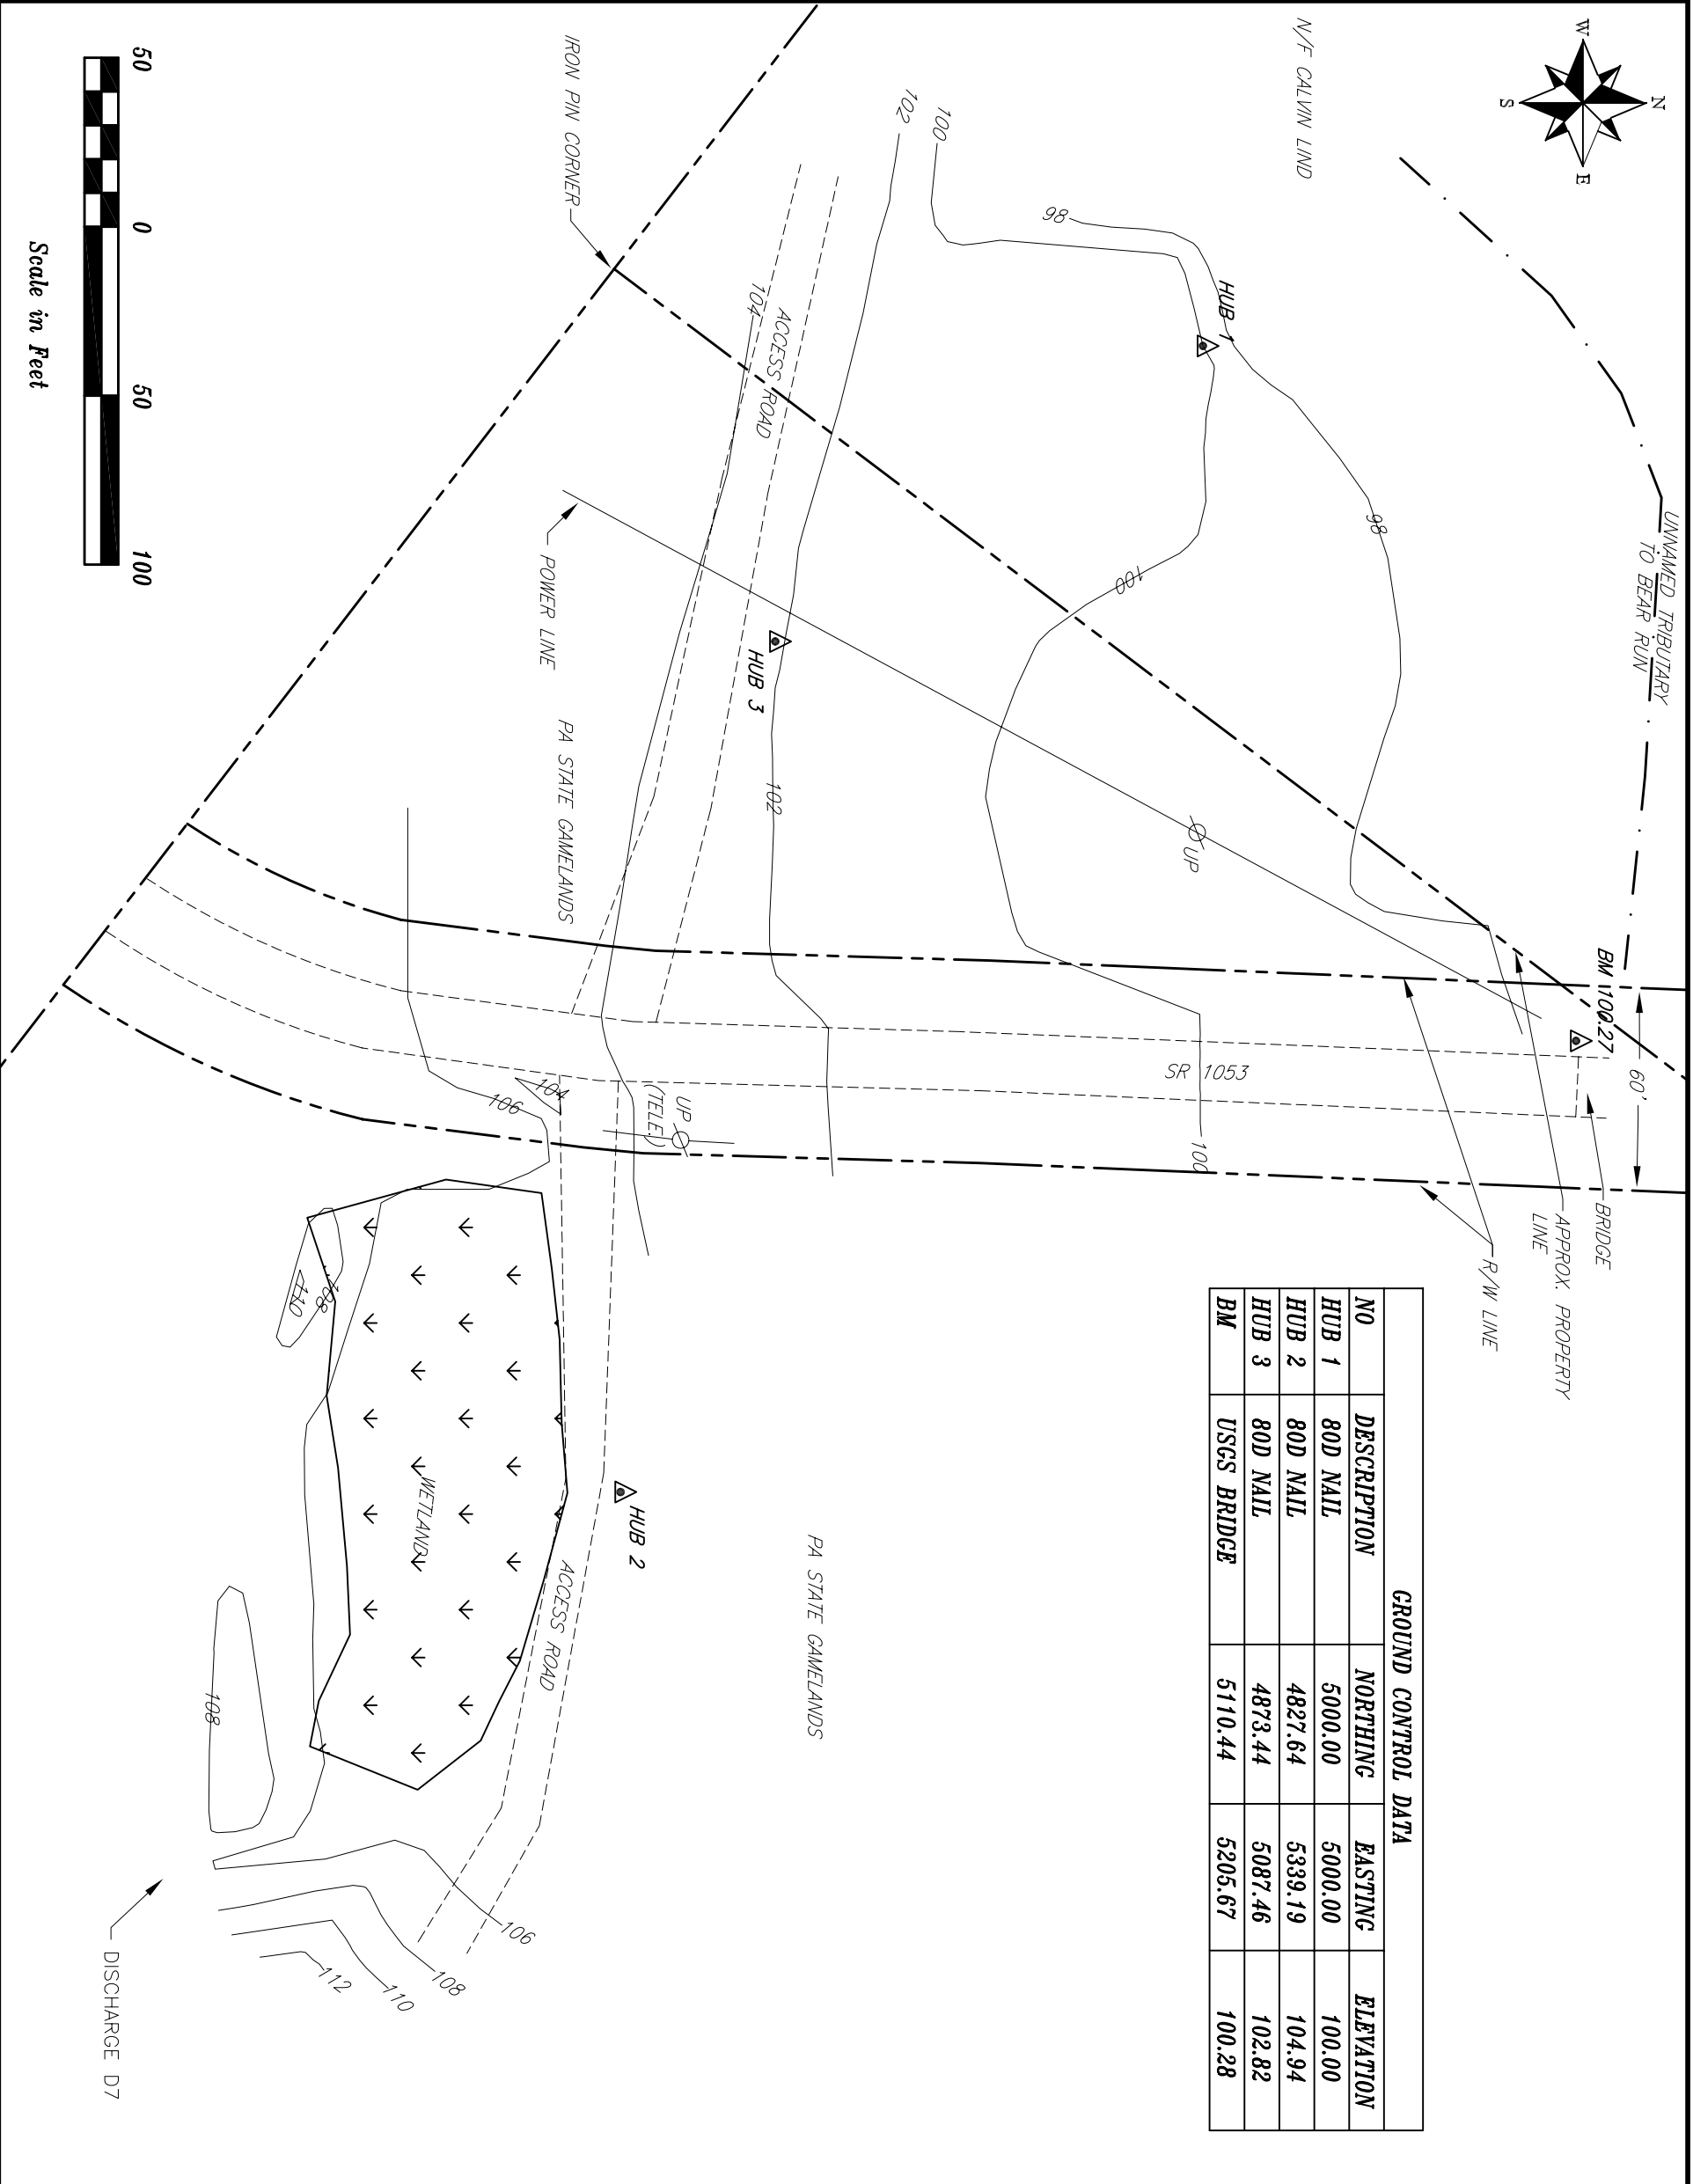 N
W
E
S
N/F CALVIN LIND
UNNAMED TRIBUTARY
TO BEAR RUN
BM 100.27
60'
BRIDGE
APPROX. PROPERTY
LINE
R/W LINE
GROUND CONTROL DATA
NO DESCRIPTION NORTHING EASTING ELEVATION
HUB 1 80D NAIL 5000.00 5000.00 100.00
HUB 2 80D NAIL 4827.64 5339.19 104.94
HUB 3 80D NAIL 4873.44 5087.46 102.82
BM USGS BRIDGE 5110.44 5205.67 100.28
98
HUB 1
98
100
102
100
UP
SR 1053
100
IRON PIN CORNER
104
ACCESS ROAD
HUB 3
102
POWER LINE
PA STATE GAMELANDS
UP
(TELE.)
104
106
HUB 2
PA STATE GAMELANDS
ACCESS ROAD
WETLAND
108
110
108
106
108
110
112
DISCHARGE D7
50 0 50 100
Scale in Feet